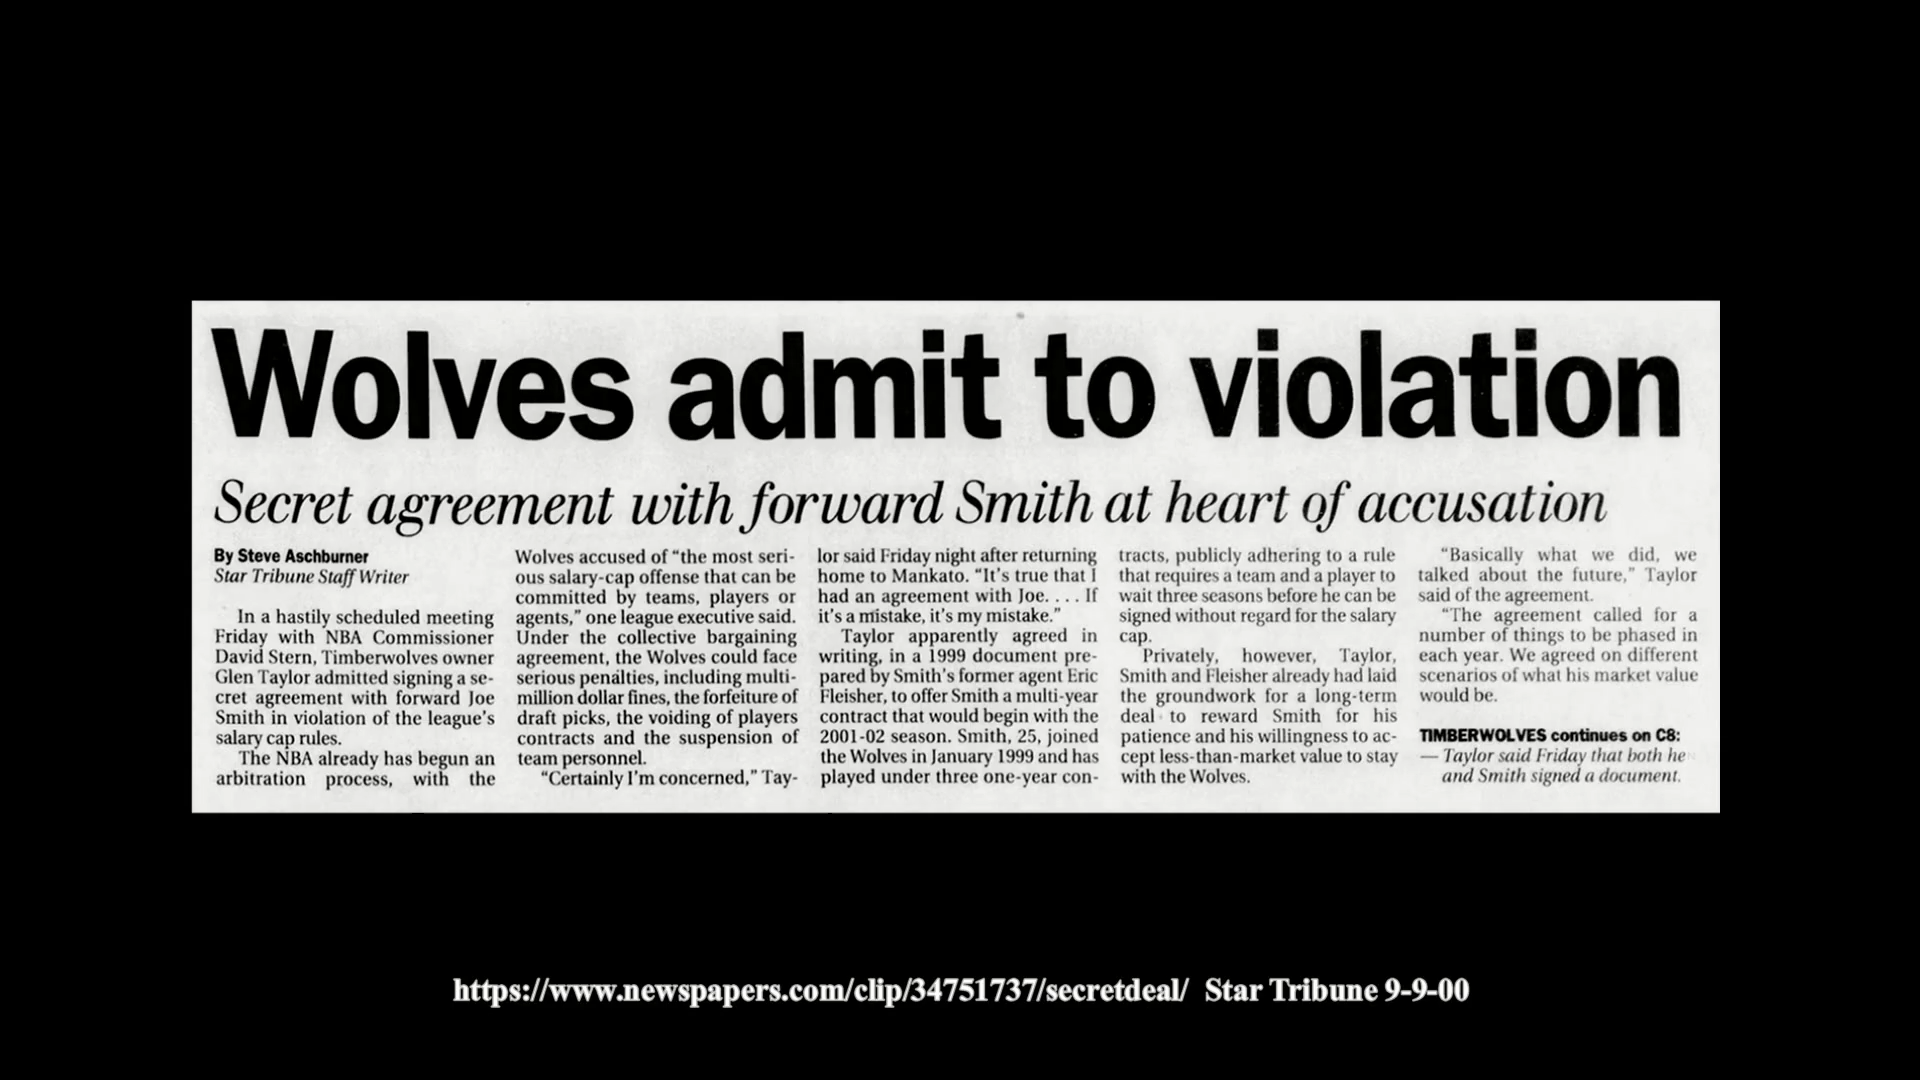 Wolves admit to violation
Secret agreement with forward Smith at heart of accusation
By Steve Aschburner
Star Tribune Staff Writer
In a hastily scheduled meeting
Friday with NBA Commissioner
David Stern, Timberwolves owner
Glen Taylor admitted signing a se-
cret agreement with forward Joe
Smith in violation of the league's
salary cap rules.
The NBA already has begun an
arbitration process, with the
Wolves accused of “the most seri-
ous salary-cap offense that can be
committed by teams, players or
agents,” one league executive said.
Under the collective bargaining
agreement, the Wolves could face
serious penalties, including multi-
million dollar fines, the forfeiture of
draft picks, the voiding of players
contracts and the suspension of
team personnel.
“Certainly I'm concerned,” Tay-
lor said Friday night after returning
home to Mankato. “It's true that I
had an agreement with Joe. . . . If
it's a mistake, it's my mistake.”
Taylor apparently agreed in
writing, in a 1999 document pre-
pared by Smith's former agent Eric
Fleisher, to offer Smith a multi-year
contract that would begin with the
2001-02 season. Smith, 25, joined
the Wolves in January 1999 and has
played under three one-year con-
tracts, publicly adhering to a rule
that requires a team and a player to
wait three seasons before he can be
signed without regard for the salary
cap.
Privately, however, Taylor,
Smith and Fleisher already had laid
the groundwork for a long-term
deal to reward Smith for his
patience and his willingness to ac-
cept less-than-market value to stay
with the Wolves.
“Basically what we did, we
talked about the future,” Taylor
said of the agreement.
“The agreement called for a
number of things to be phased in
each year. We agreed on different
scenarios of what his market value
would be.
TIMBERWOLVES continues on C8:
— Taylor said Friday that both he
and Smith signed a document.
https://www.newspapers.com/clip/34751737/secretdeal/ Star Tribune 9-9-00